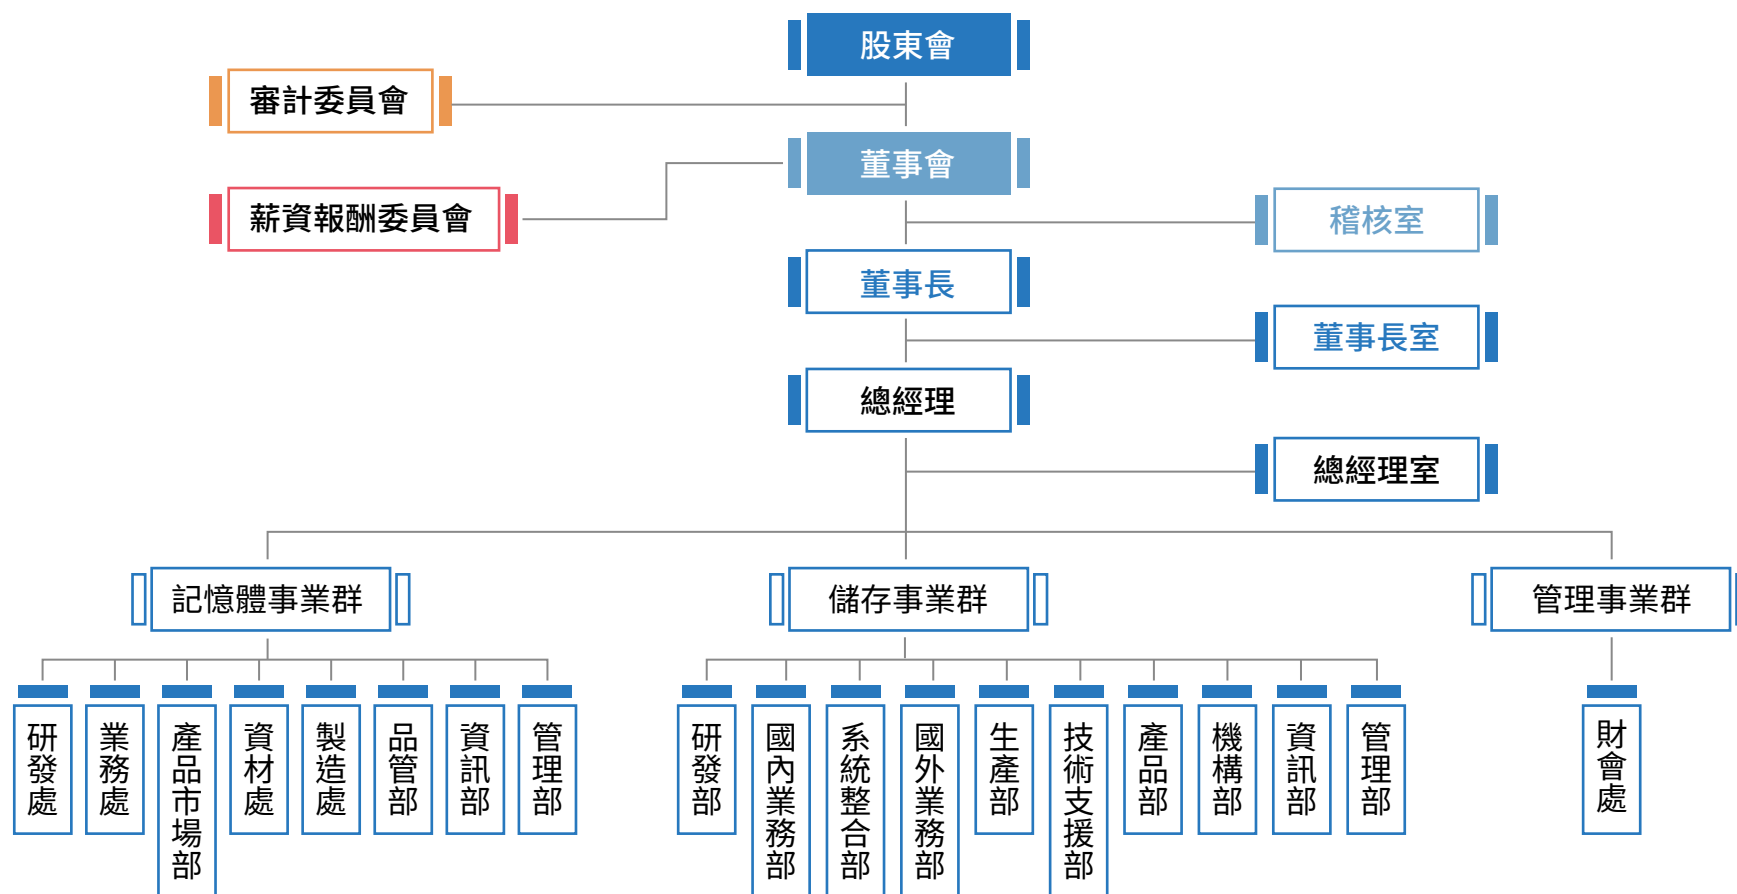 股東會
審計委員會
董事會
薪資報酬委員會
稽核室
董事長
董事長室
總經理
總經理室
記憶體事業群
儲存事業群
管理事業群
研發處
業務處
產品市場部
資材處
製造處
品管部
資訊部
管理部
研發部
國內業務部
系統整合部
國外業務部
生產部
技術支援部
產品部
機構部
資訊部
管理部
財會處